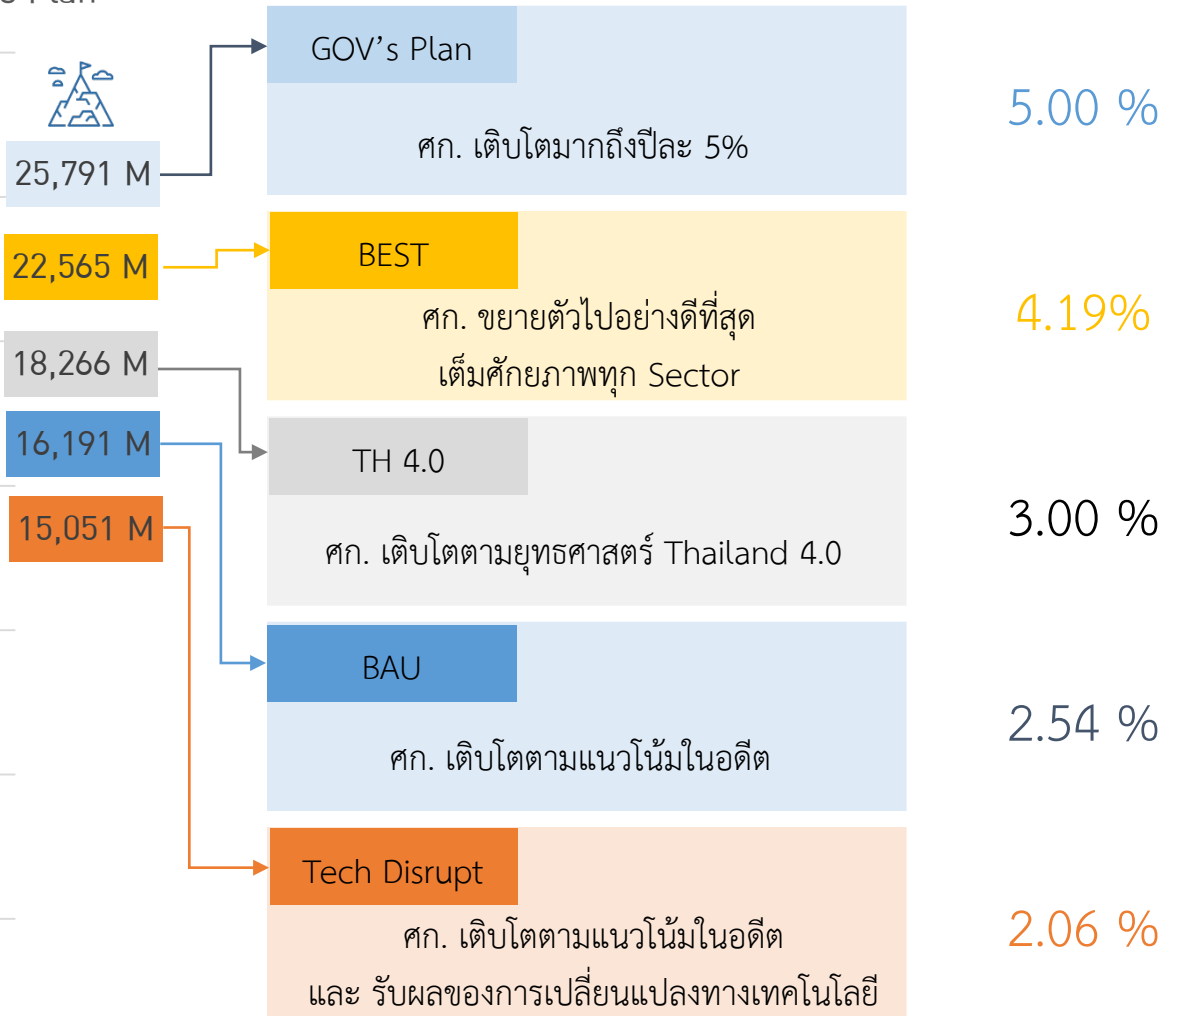 Plan
25,791 M
22,565 M
18,266 M
16,191 M
15,051 M
GOV's Plan
ศก. เติบโตมากถึงปีละ 5%
5.00 %
BEST
ศก. ขยายตัวไปอย่างดีที่สุด
เต็มศักยภาพทุก Sector
4.19%
TH 4.0
ศก. เติบโตตามยุทธศาสตร์ Thailand 4.0
3.00 %
BAU
ศก. เติบโตตามแนวโน้มในอดีต
2.54 %
Tech Disrupt
ศก. เติบโตตามแนวโน้มในอดีต
และ รับผลของการเปลี่ยนแปลงทางเทคโนโลยี
2.06 %